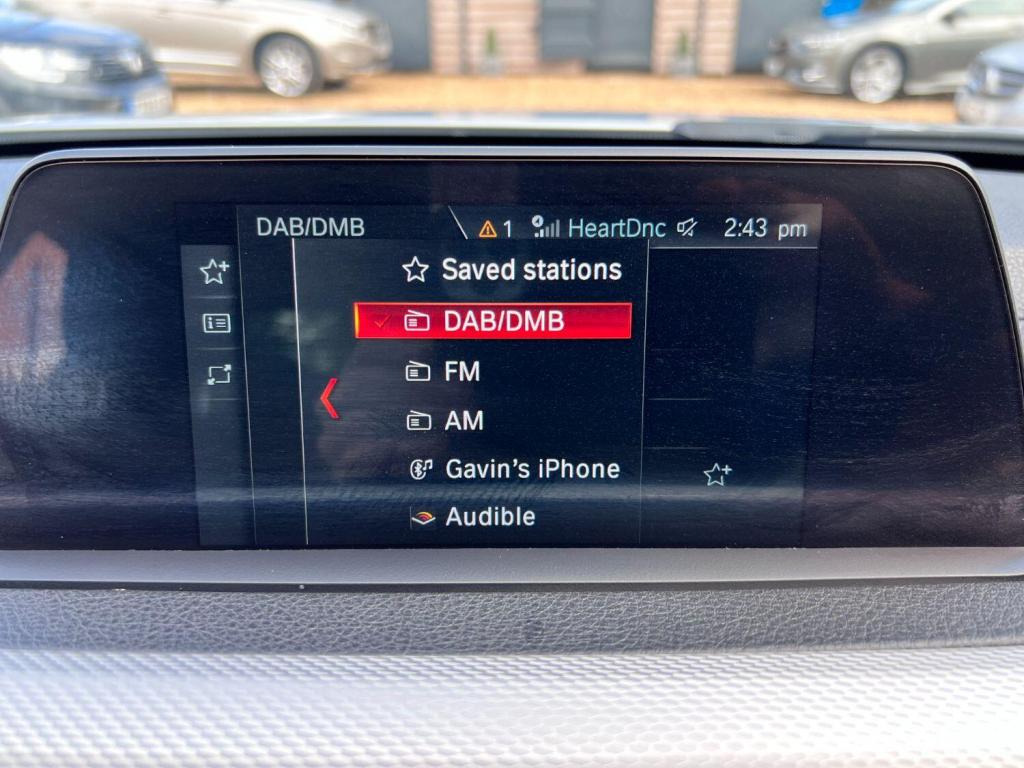 DAB/DMB 1 HeartDnc 2:43 pm
Saved stations
DAB/DMB
FM
AM
Gavin's iPhone
Audible